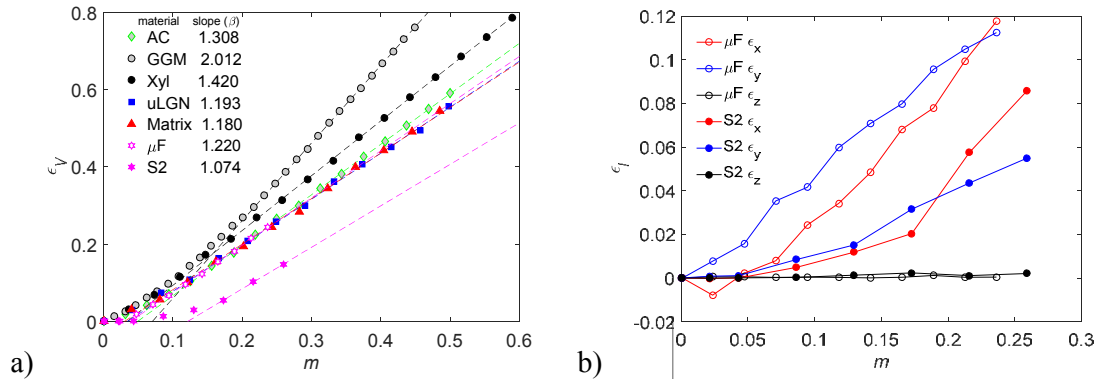 material slope (β)
AC 1.308
GGM 2.012
Xyl 1.420
uLGN 1.193
Matrix 1.180
μF 1.220
S2 1.074
0.8
0.6
0.4
0.2
0
ϵV
0 0.1 0.2 0.3 0.4 0.5 0.6
m
a)
0.12
0.1
0.08
0.06
0.04
0.02
0
-0.02
ϵl
μF ϵx
μF ϵy
μF ϵz
S2 ϵx
S2 ϵy
S2 ϵz
0 0.05 0.1 0.15 0.2 0.25 0.3
m
b)